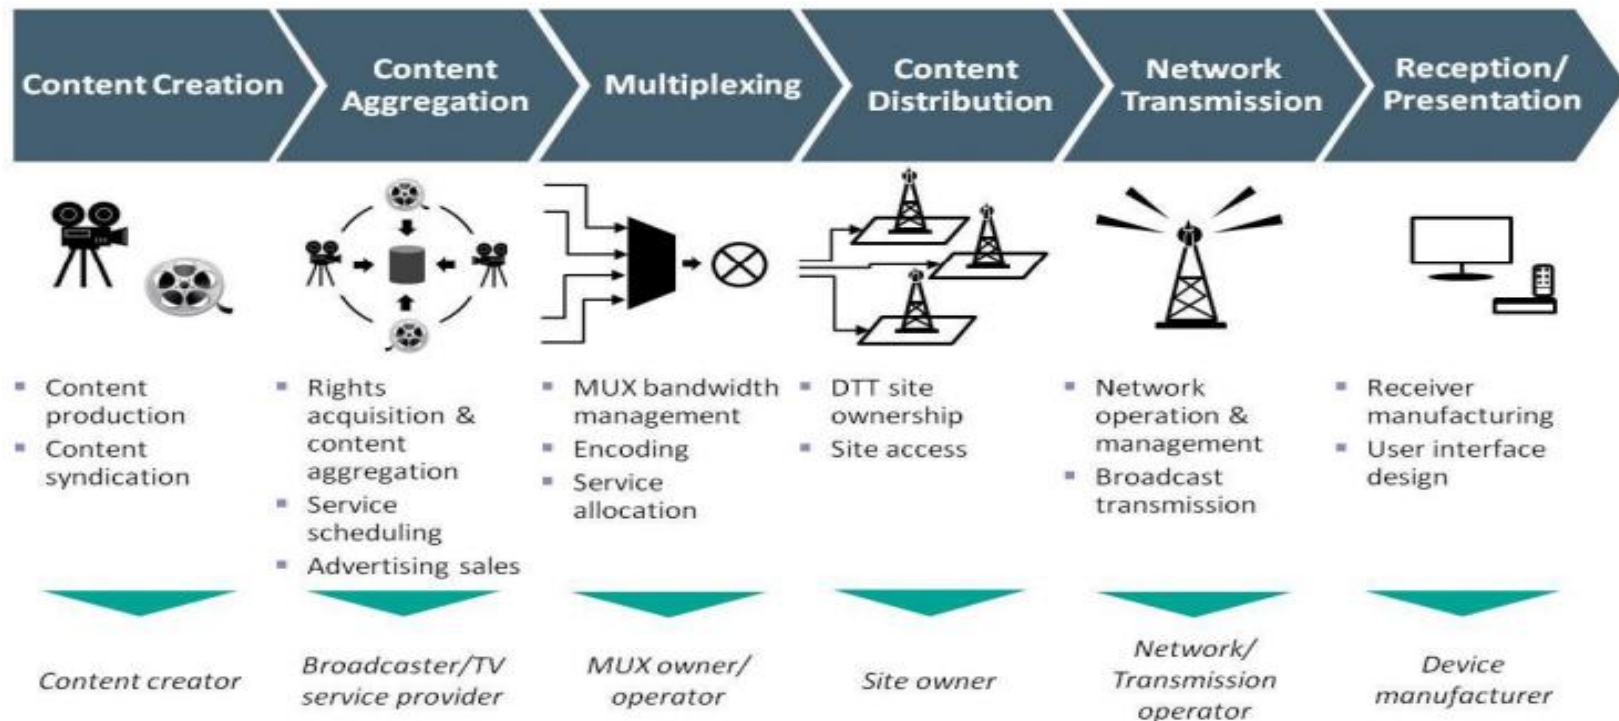 Content Creation
Content
Aggregation
Multiplexing
Content
Distribution
Network
Transmission
Reception/
Presentation
Content
production
Content
syndication
Rights
acquisition &
content
aggregation
Service
scheduling
Advertising sales
MUX bandwidth
management
Encoding
Service
allocation
DTT site
ownership
Site access
Network
operation &
management
Broadcast
transmission
Receiver
manufacturing
User interface
design
Content creator
Broadcaster/TV
service provider
MUX owner/
operator
Site owner
Network/
Transmission
operator
Device
manufacturer